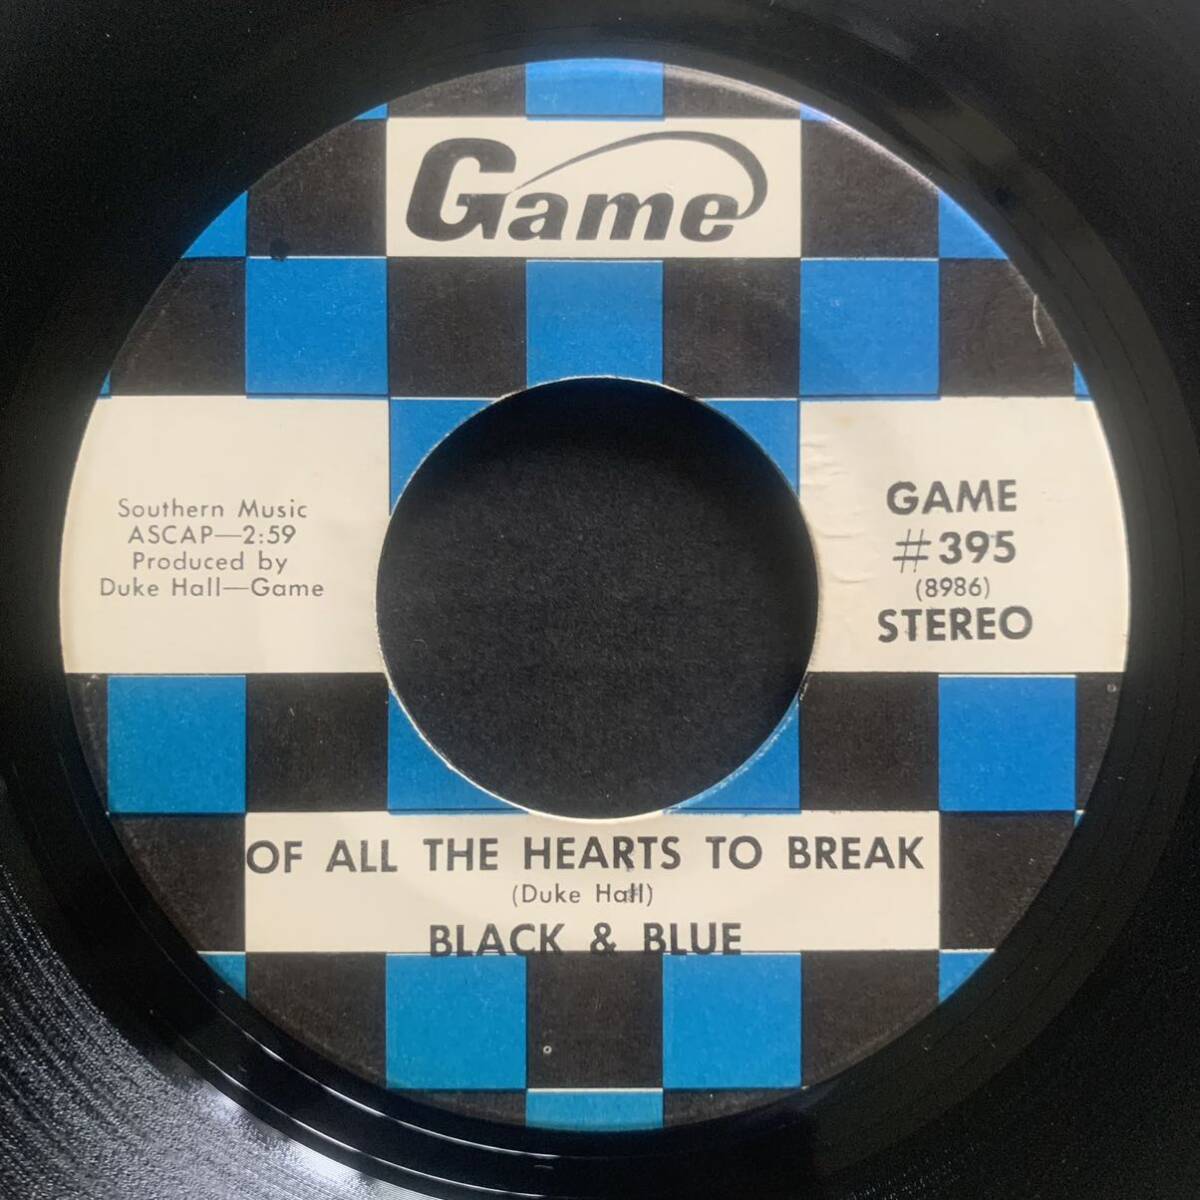 Game
Southern Music
ASCAP—2:59
Produced by
Duke Hall—Game
GAME
#395
(8986)
STEREO
OF ALL THE HEARTS TO BREAK
(Duke Hall)
BLACK & BLUE